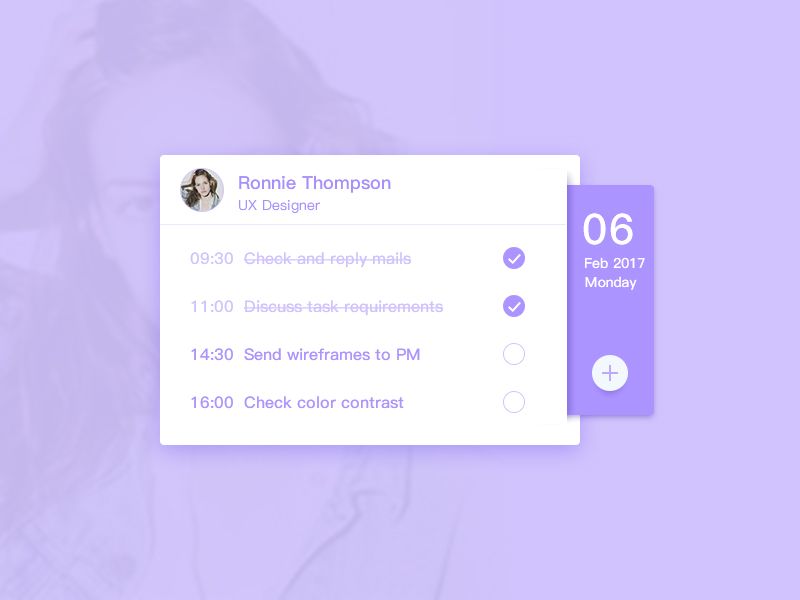 Ronnie Thompson
UX Designer
09:30 Check and reply mails
11:00 Discuss task requirements
14:30 Send wireframes to PM
16:00 Check color contrast
06
Feb 2017
Monday